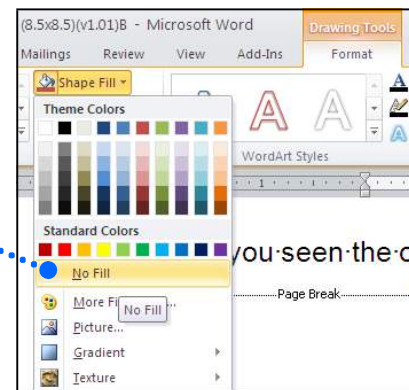 (8.5x8.5)(v1.01)B - Microsoft Word
Drawing Tools
Mailings Review View Add-Ins Format
Shape Fill
A A A
WordArt Styles
Theme Colors
1
Standard Colors
you·seen·the·
No Fill
Page Break
More Fi ...
No Fill
Picture...
Gradient
Texture